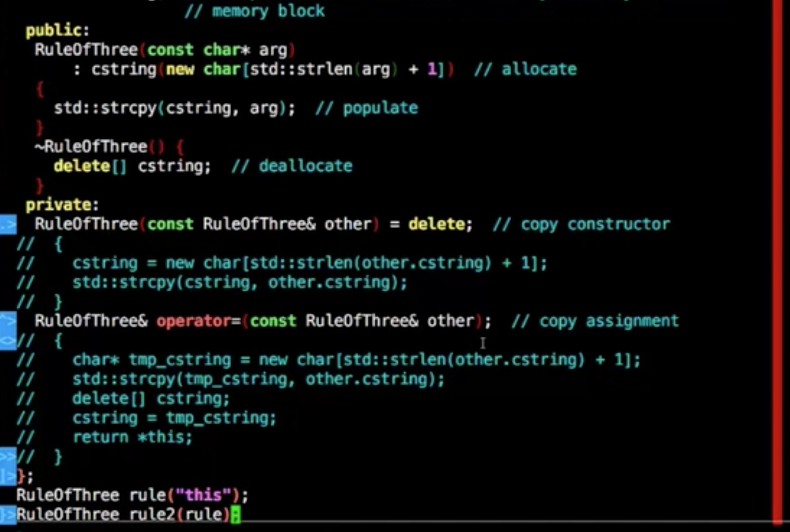 // memory block
public:
RuleOfThree(const char* arg)
: cstring(new char[std::strlen(arg) + 1]) // allocate
{
std::strcpy(cstring, arg); // populate
}
~RuleOfThree() {
delete[] cstring; // deallocate
}
private:
RuleOfThree(const RuleOfThree& other) = delete; // copy constructor
// {
// cstring = new char[std::strlen(other.cstring) + 1];
// std::strcpy(cstring, other.cstring);
// }
RuleOfThree& operator=(const RuleOfThree& other); // copy assignment
// {
// char* tmp_cstring = new char[std::strlen(other.cstring) + 1];
// std::strcpy(tmp_cstring, other.cstring);
// delete[] cstring;
// cstring = tmp_cstring;
// return *this;
// }
};
RuleOfThree rule("this");
RuleOfThree rule2(rule);